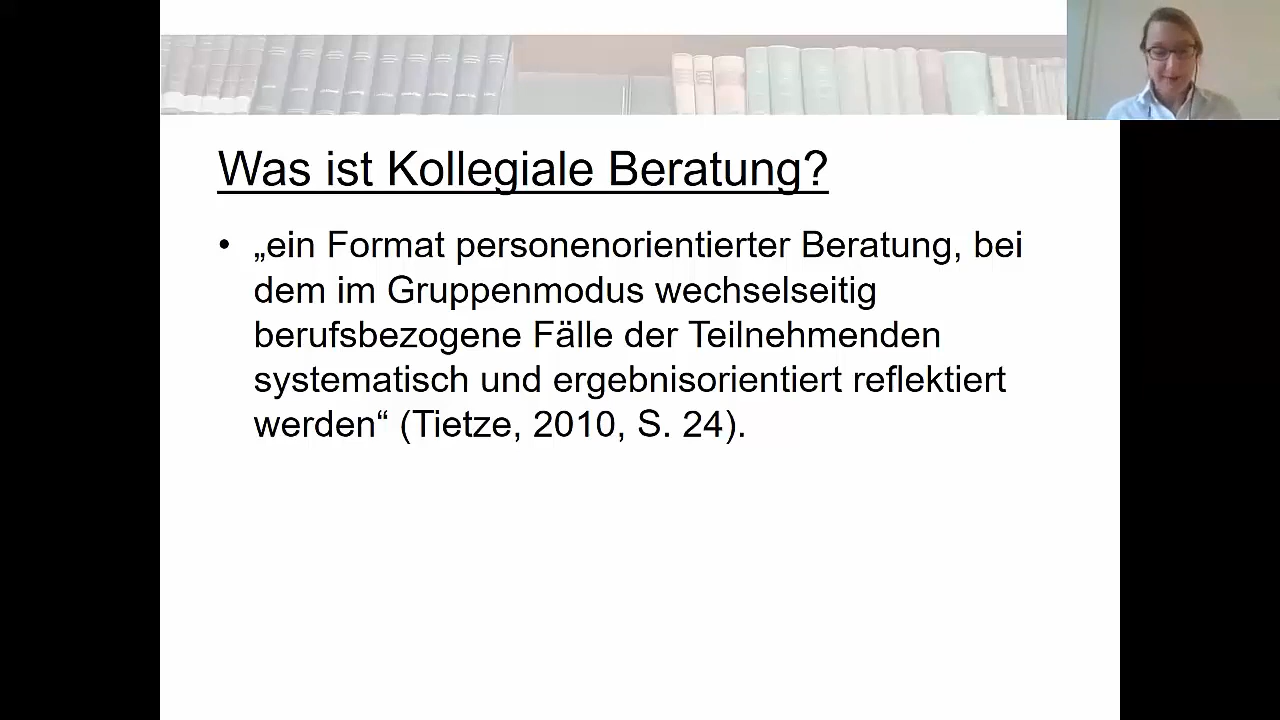 Was ist Kollegiale Beratung?
• „ein Format personenorientierter Beratung, bei
dem im Gruppenmodus wechselseitig
berufsbezogene Fälle der Teilnehmenden
systematisch und ergebnisorientiert reflektiert
werden“ (Tietze, 2010, S. 24).